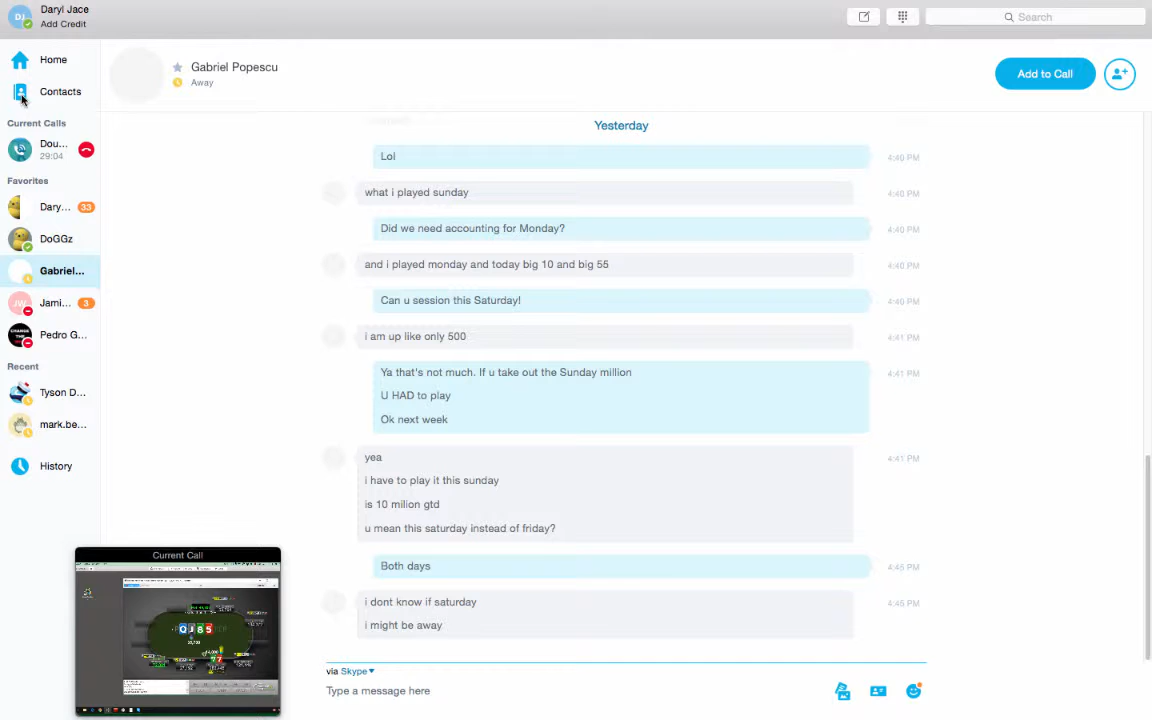 Daryl Jace
Add Credit
Search
Home
Contacts
Current Calls
Dou...
29:04
Favorites
Dary... 33
DoGGz
Gabriel...
Jami... 3
Pedro G...
Recent
Tyson D...
mark.be...
History
Gabriel Popescu
Away
Add to Call
Yesterday
Lol 4:40 PM
what i played sunday 4:40 PM
Did we need accounting for Monday? 4:40 PM
and i played monday and today big 10 and big 55 4:40 PM
Can u session this Saturday! 4:40 PM
i am up like only 500 4:41 PM
Ya that's not much. If u take out the Sunday million 4:41 PM
U HAD to play
Ok next week
yea 4:41 PM
i have to play it this sunday
is 10 milion gtd
u mean this saturday instead of friday?
Both days 4:45 PM
i dont know if saturday 4:45 PM
i might be away
via Skype
Type a message here
Current Call